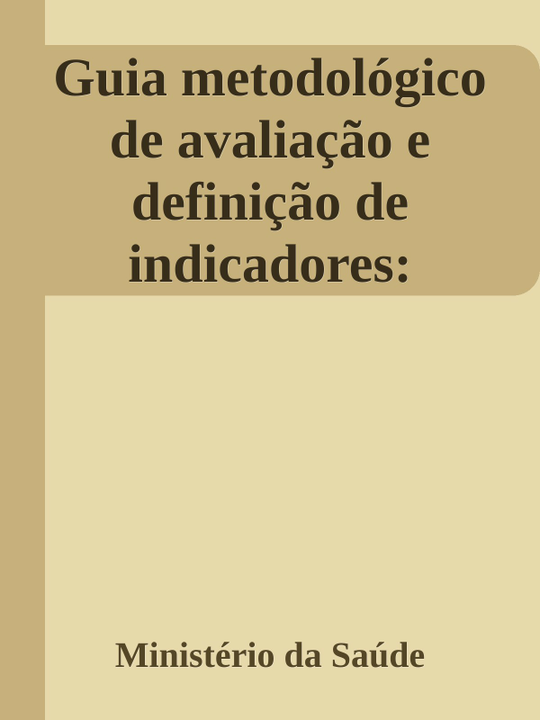 Guia metodológico
de avaliação e
definição de
indicadores:
Ministério da Saúde